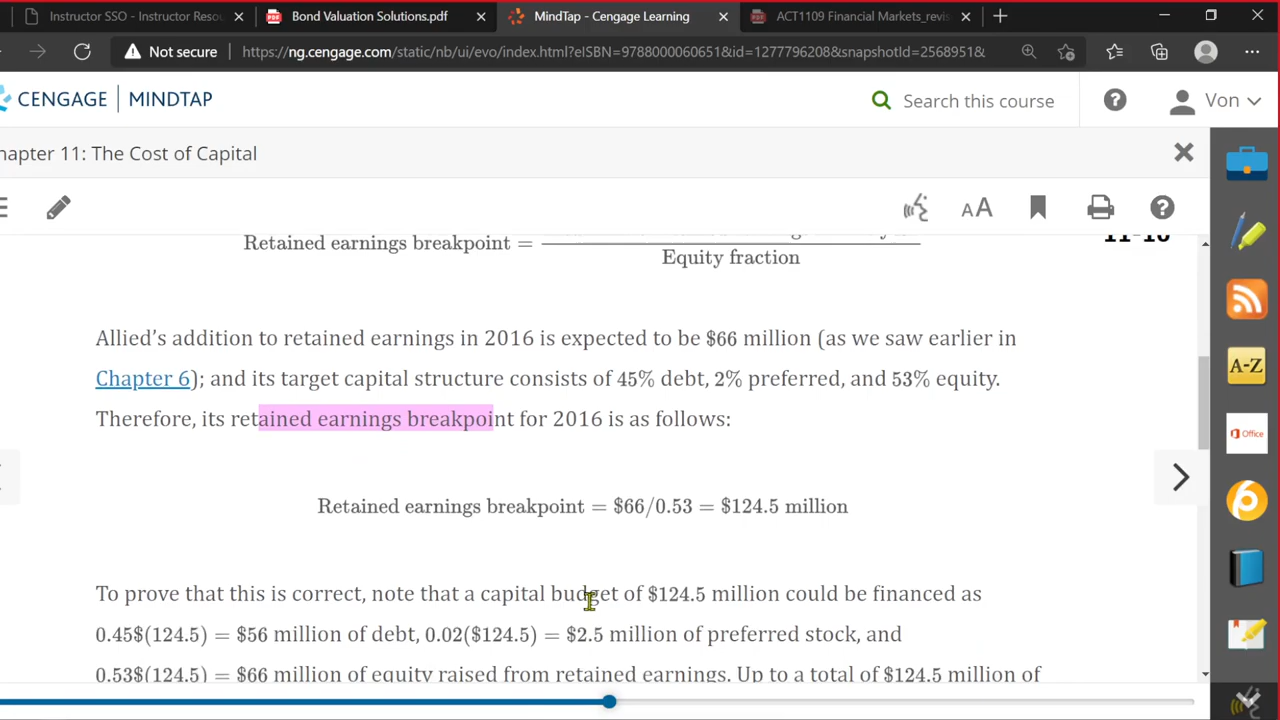 Instructor SSO - Instructor Resou
Bond Valuation Solutions.pdf
MindTap - Cengage Learning
ACT1109 Financial Markets_revis
Not secure
https://ng.cengage.com/static/nb/ui/evo/index.html?eISBN=9788000060651&id=1277796208&snapshotId=2568951&
CENGAGE | MINDTAP
Search this course
Von
hapter 11: The Cost of Capital
AA
11-10
Retained earnings breakpoint =
Equity fraction
Allied’s addition to retained earnings in 2016 is expected to be $66 million (as we saw earlier in
Chapter 6); and its target capital structure consists of 45% debt, 2% preferred, and 53% equity.
Therefore, its retained earnings breakpoint for 2016 is as follows:
Retained earnings breakpoint = $66/0.53 = $124.5 million
To prove that this is correct, note that a capital budget of $124.5 million could be financed as
0.45$(124.5) = $56 million of debt, 0.02($124.5) = $2.5 million of preferred stock, and
0.53$(124.5) = $66 million of equity raised from retained earnings. Up to a total of $124.5 million of
A-Z
Office